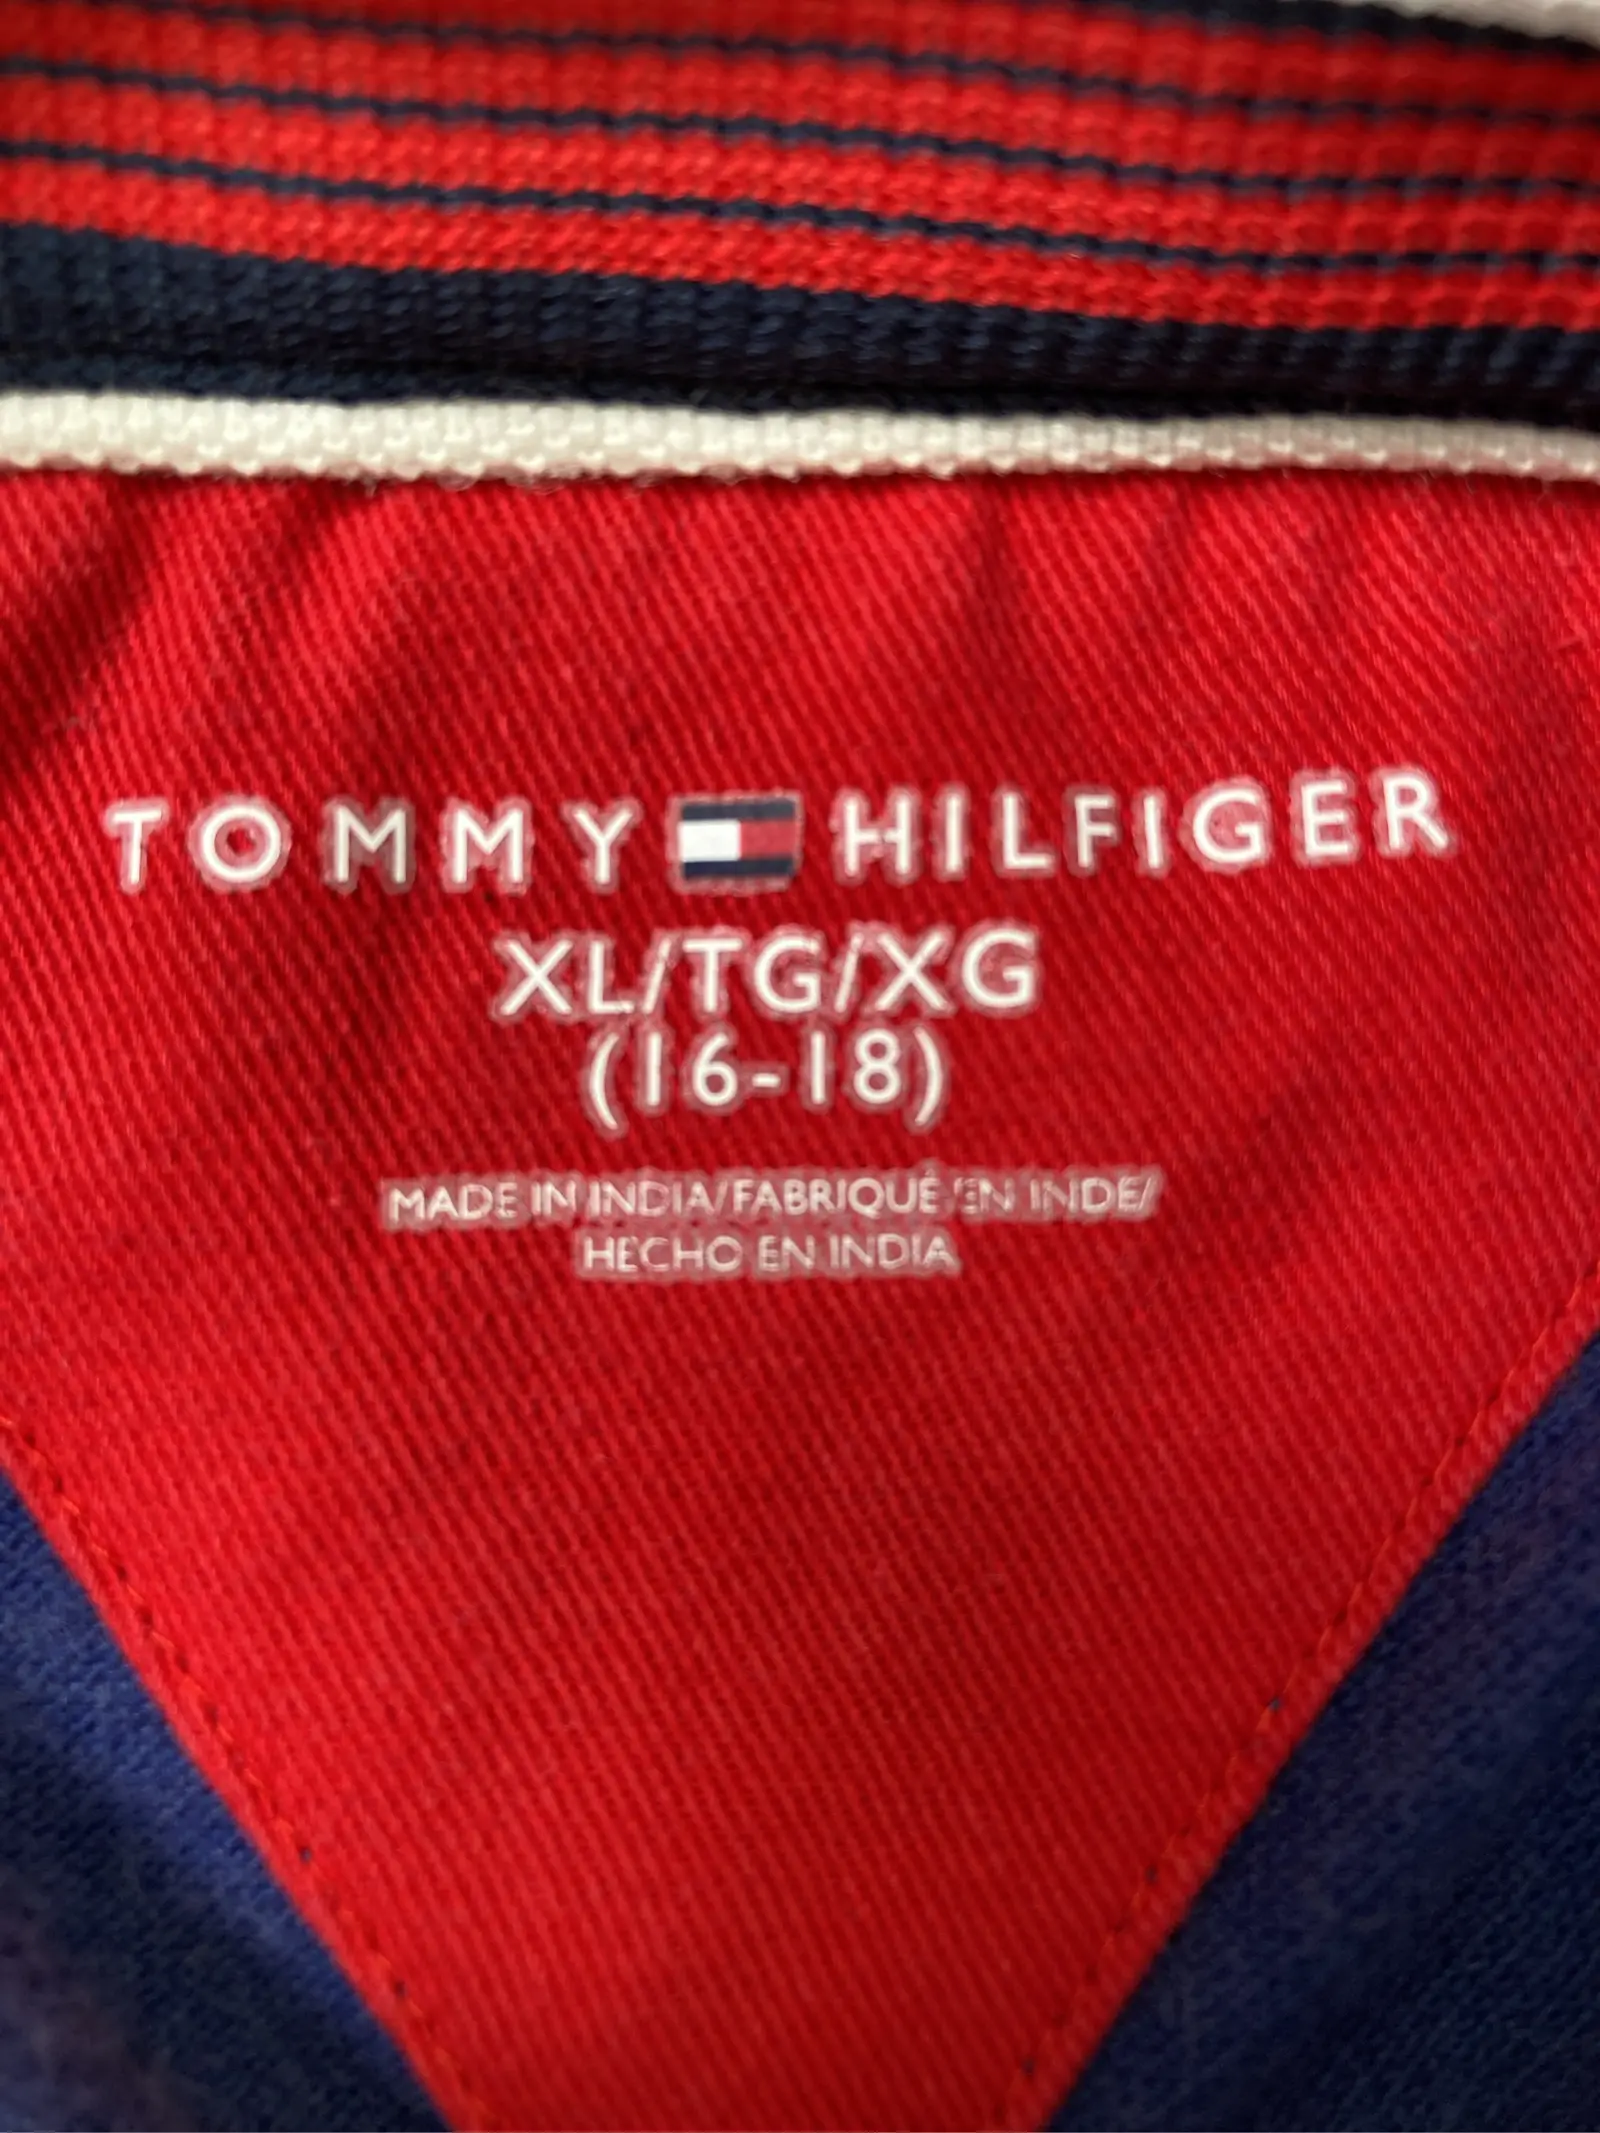 TOMMY HILFIGER
XL/TG/XG
(16-18)
MADE IN INDIA/FABRIQUÉ EN INDE/
HECHO EN INDIA